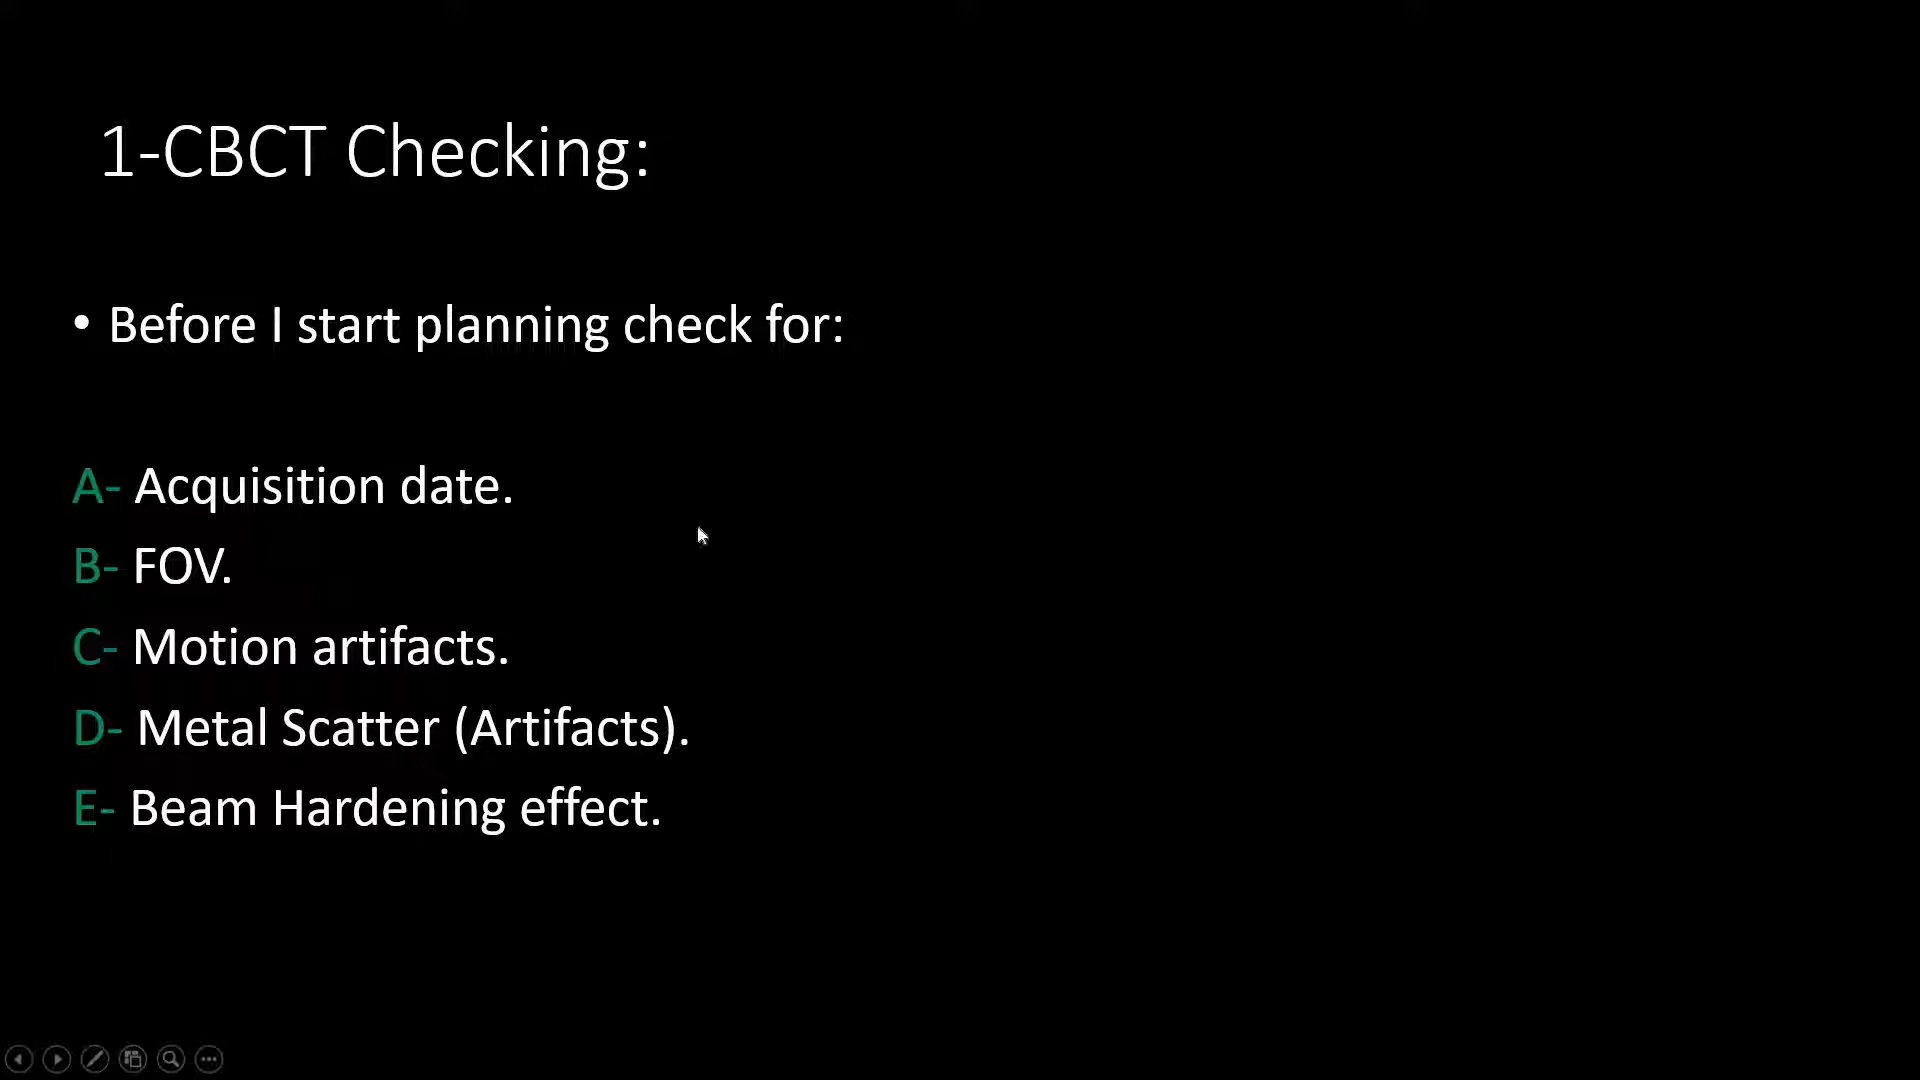 1-CBCT Checking:
• Before I start planning check for:
A- Acquisition date.
B- FOV.
C- Motion artifacts.
D- Metal Scatter (Artifacts).
E- Beam Hardening effect.